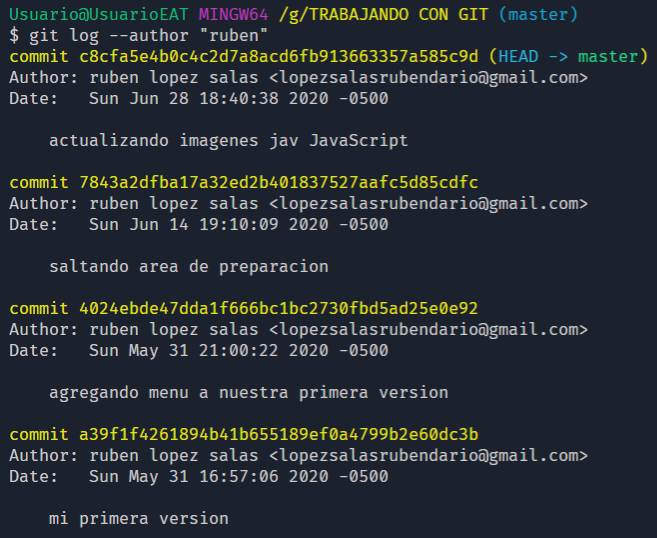 Usuario@UsuarioEAT MINGW64 /g/TRABAJANDO CON GIT (master)
$ git log --author "ruben"
commit c8cfa5e4b0c4c2d7a8acd6fb913663357a585c9d (HEAD -> master)
Author: ruben lopez salas <lopezsalasrubendario@gmail.com>
Date:   Sun Jun 28 18:40:38 2020 -0500
    actualizando imagenes jav JavaScript
commit 7843a2dfba17a32ed2b401837527aafc5d85cdfc
Author: ruben lopez salas <lopezsalasrubendario@gmail.com>
Date:   Sun Jun 14 19:10:09 2020 -0500
    saltando area de preparacion
commit 4024ebde47dda1f666bc1bc2730fbd5ad25e0e92
Author: ruben lopez salas <lopezsalasrubendario@gmail.com>
Date:   Sun May 31 21:00:22 2020 -0500
    agregando menu a nuestra primera version
commit a39f1f4261894b41b655189ef0a4799b2e60dc3b
Author: ruben lopez salas <lopezsalasrubendario@gmail.com>
Date:   Sun May 31 16:57:06 2020 -0500
    mi primera version